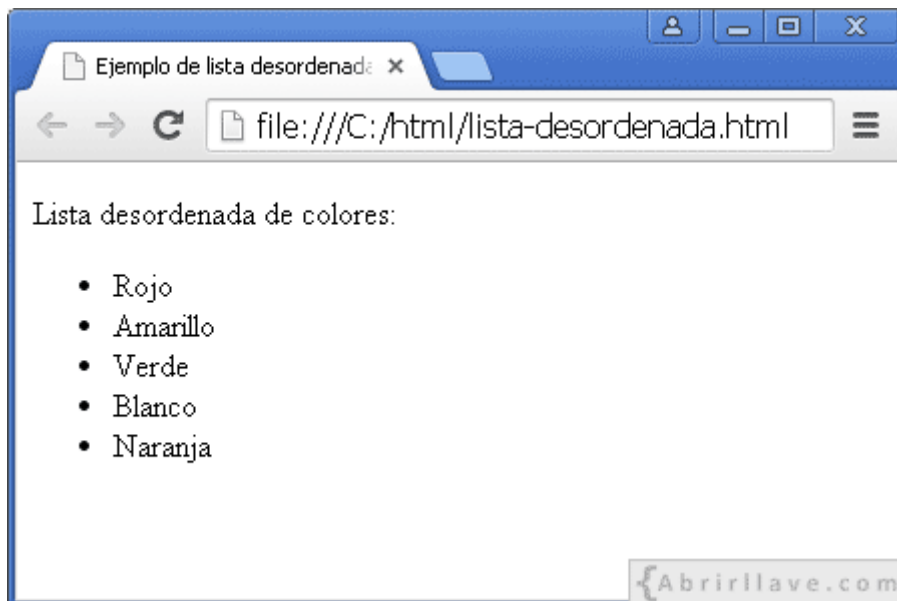 Ejemplo de lista desordenada
file:///C:/html/lista-desordenada.html
Lista desordenada de colores:
• Rojo
• Amarillo
• Verde
• Blanco
• Naranja
{Abrirllave.com